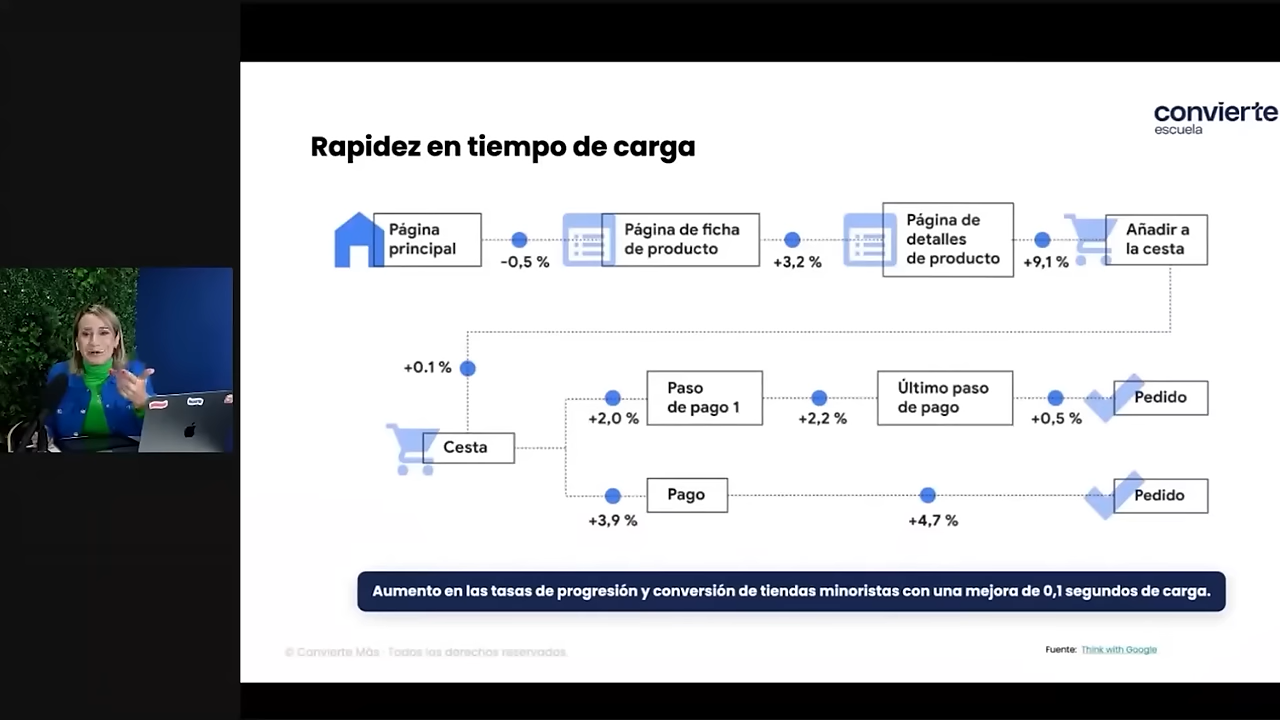 convierte
escuela
Rapidez en tiempo de carga
Página
principal
-0,5 %
Página de ficha
de producto
+3,2 %
Página de
detalles
de producto
+9,1 %
Añadir a
la cesta
+0.1 %
Cesta
+2,0 %
Paso
de pago 1
+2,2 %
Último paso
de pago
+0,5 %
Pedido
+3,9 %
Pago
+4,7 %
Pedido
Aumento en las tasas de progresión y conversión de tiendas minoristas con una mejora de 0,1 segundos de carga.
© Convierte Más · Todos los derechos reservados.
Fuente: Think with Google